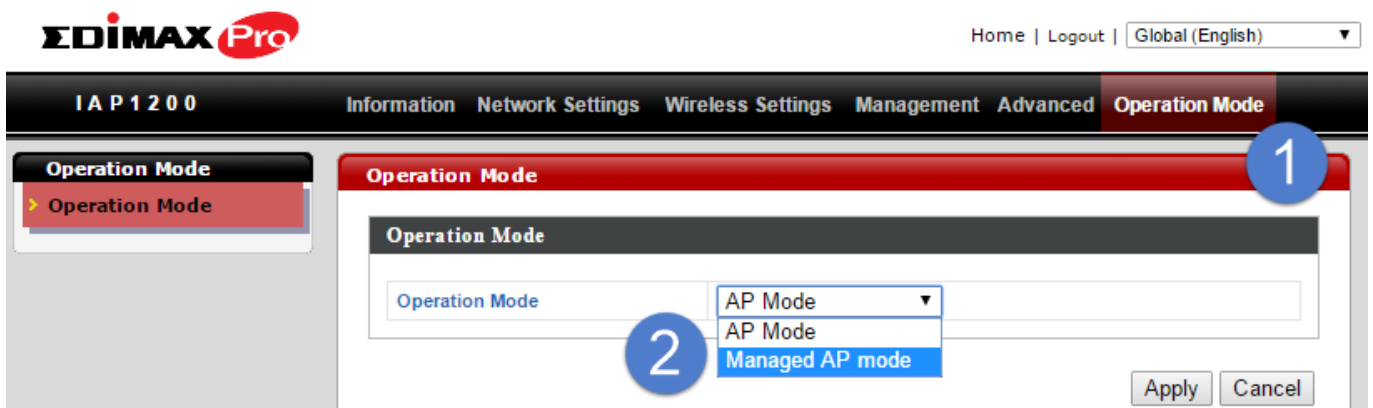 EDIMAX Pro
Home | Logout | Global (English)
IAP1200
Information Network Settings Wireless Settings Management Advanced Operation Mode
1
Operation Mode
Operation Mode
Operation Mode
Operation Mode
Operation Mode
AP Mode
AP Mode
2
Managed AP mode
Apply Cancel